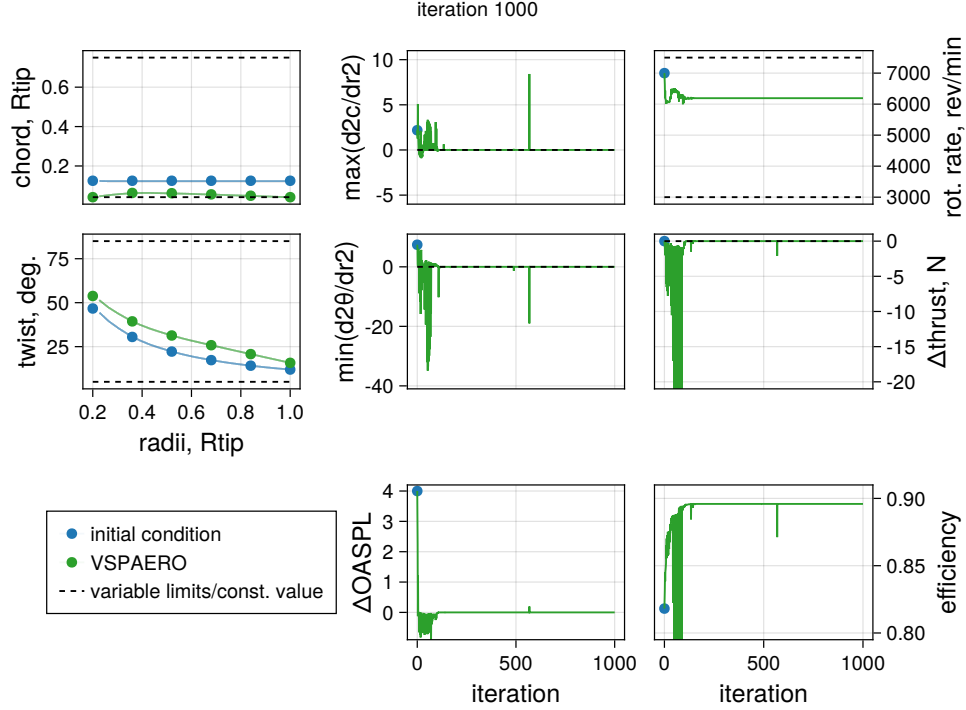 iteration 1000
chord, Rtip
0.6
0.4
0.2
max(d2c/dr2)
10
5
0
-5
7000
6000
5000
4000
3000
rot. rate, rev/min
twist, deg.
75
50
25
0.2 0.4 0.6 0.8 1.0
radii, Rtip
min(d2θ/dr2)
0
-20
-40
0
-5
-10
-15
-20
Δthrust, N
initial condition
VSPAERO
variable limits/const. value
ΔOASPL
4
3
2
1
0
0 500 1000
iteration
0.90
0.85
0.80
efficiency
0 500 1000
iteration